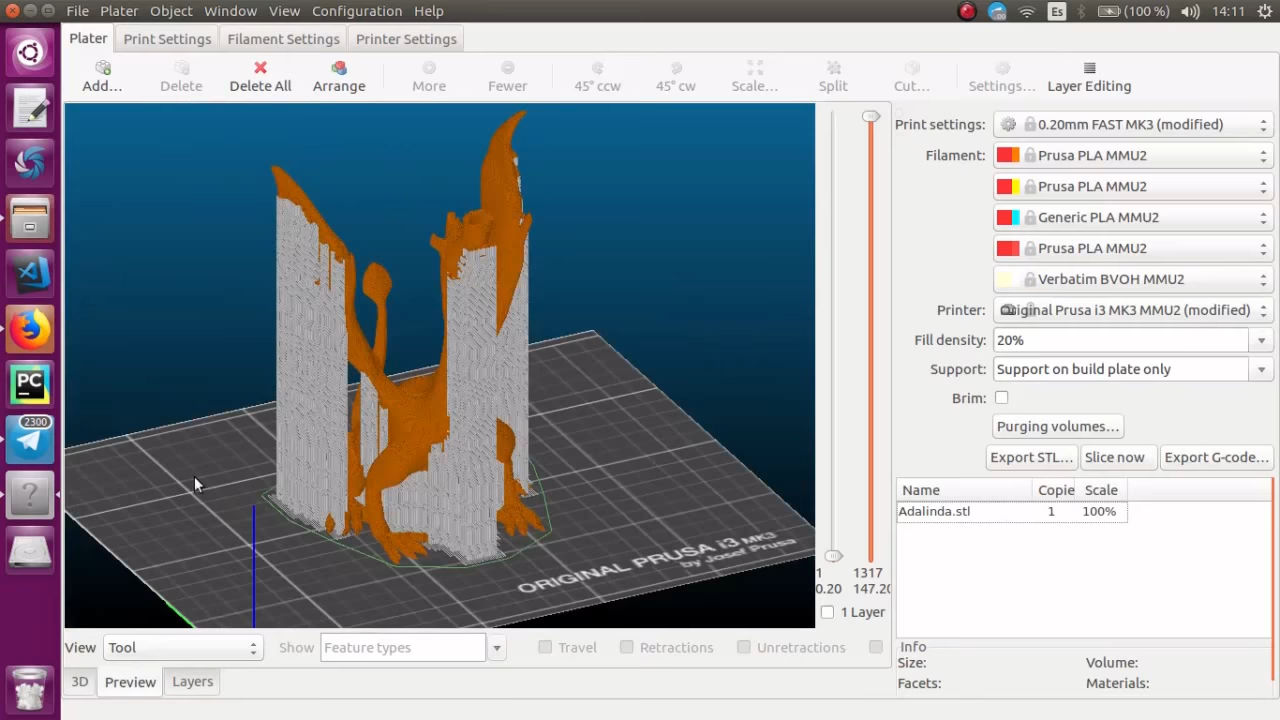 File Plater Object Window View Configuration Help
Es (100 %) 14:11
Plater Print Settings Filament Settings Printer Settings
Add... Delete Delete All Arrange More Fewer 45° ccw 45° cw Scale... Split Cut... Settings... Layer Editing
Print settings: 0.20mm FAST MK3 (modified)
Filament: Prusa PLA MMU2
Prusa PLA MMU2
Generic PLA MMU2
Prusa PLA MMU2
Verbatim BVOH MMU2
Printer: Original Prusa i3 MK3 MMU2 (modified)
Fill density: 20%
Support: Support on build plate only
Brim:
Purging volumes...
Export STL... Slice now Export G-code...
Name Copie Scale
Adalinda.stl 1 100%
PC
2300
?
ORIGINAL PRUSA i3 MK3
by Josef Prusa
1 1317
0.20 147.20
1 Layer
View Tool Show Feature types Travel Retractions Unretractions
3D Preview Layers
Info
Size: Volume:
Facets: Materials: